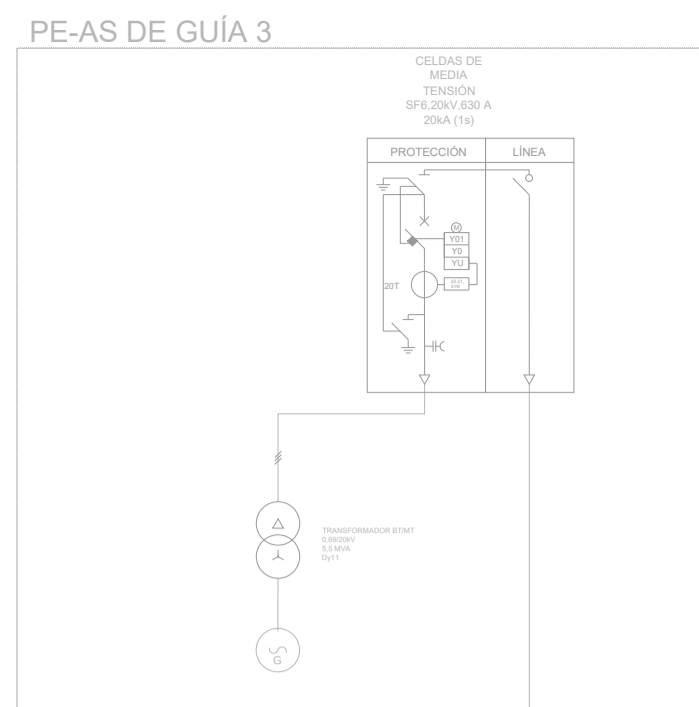 PE-AS DE GUÍA 3
CELDAS DE
MEDIA
TENSIÓN
SF6,20kV,630 A
20kA (1s)
PROTECCIÓN
LÍNEA
M
Y01
Y0
YU
20T
TRANSFORMADOR BT/MT
0,69/20kV
5,5 MVA
Dy11
G